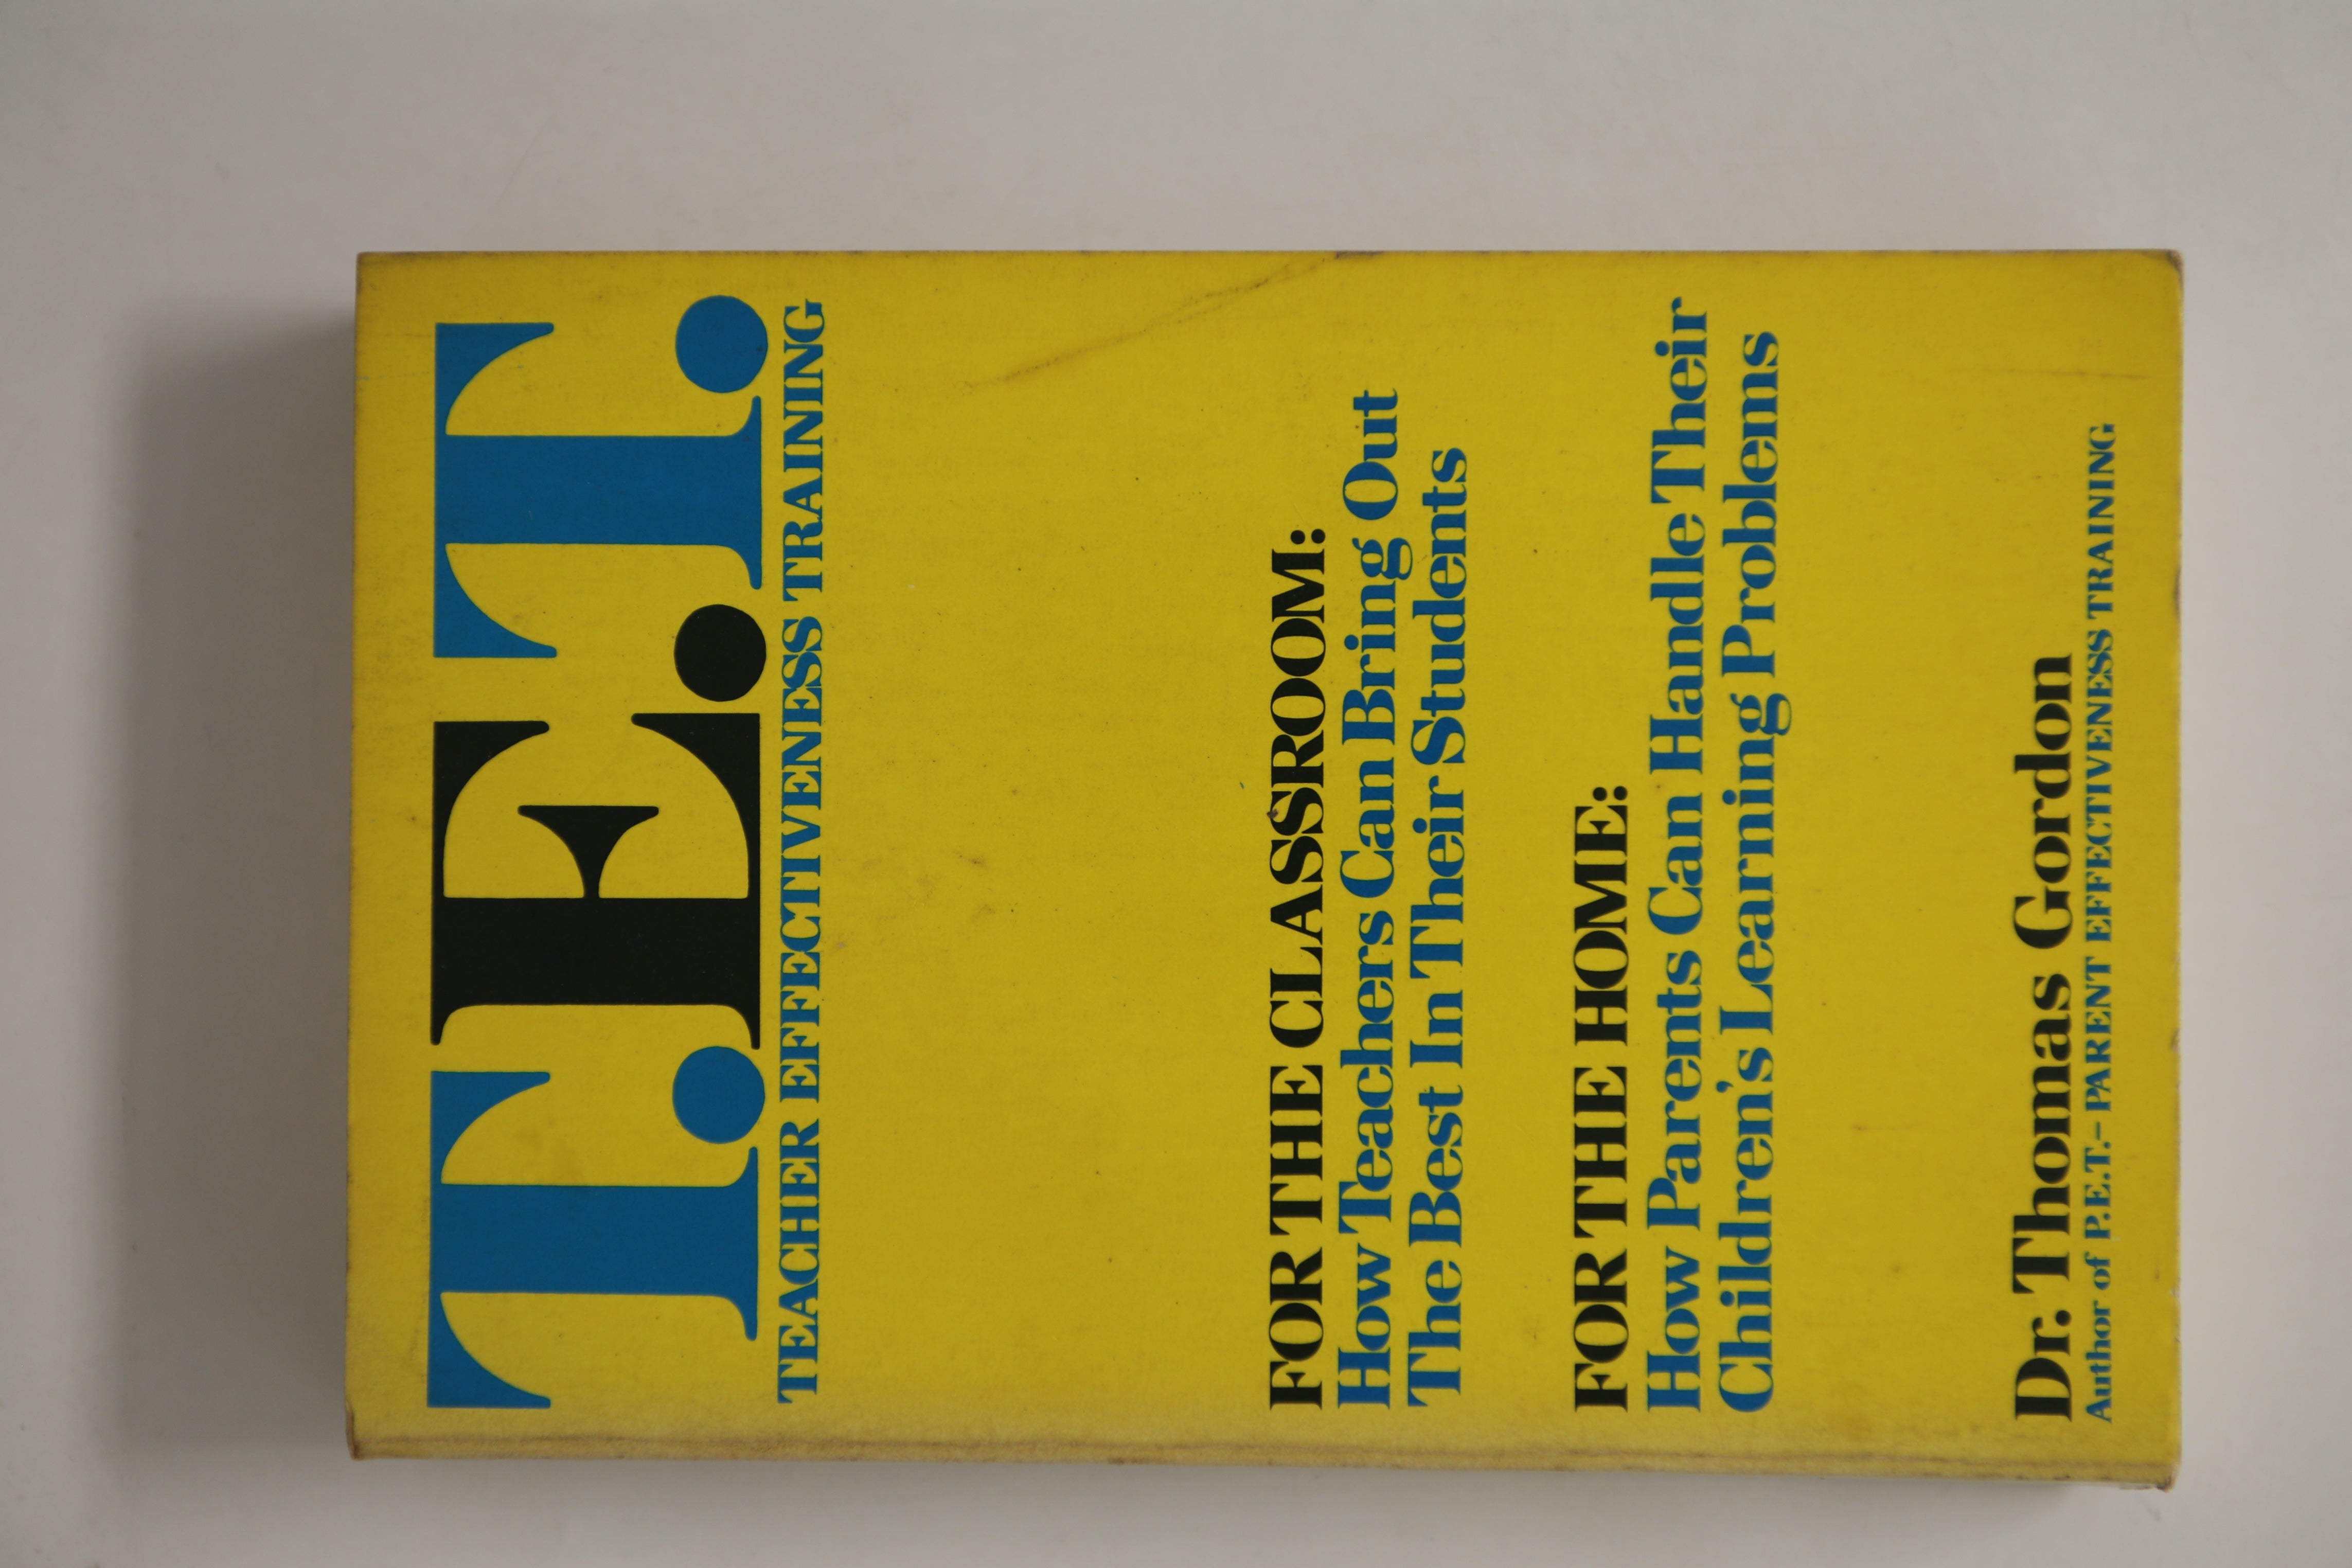 T.E.T.
TEACHER EFFECTIVENESS TRAINING
FOR THE CLASSROOM:
How Teachers Can Bring Out
The Best In Their Students
FOR THE HOME:
How Parents Can Handle Their
Children's Learning Problems
Dr. Thomas Gordon
Author of P.E.T.– PARENT EFFECTIVENESS TRAINING